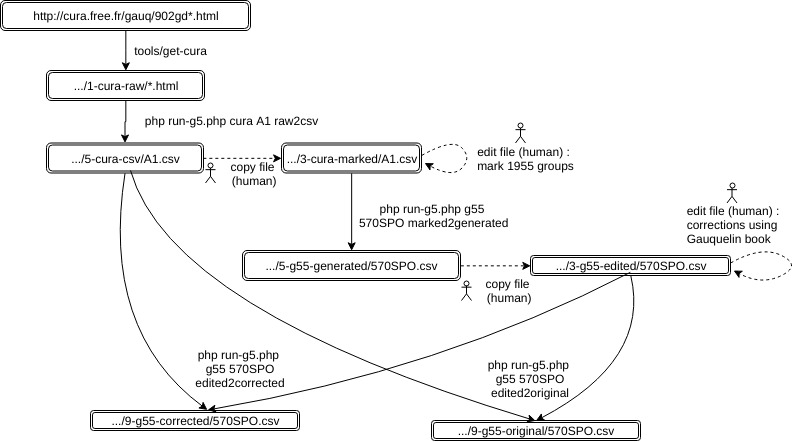 http://cura.free.fr/gauq/902gd*.html
tools/get-cura
.../1-cura-raw/*.html
php run-g5.php cura A1 raw2csv
.../5-cura-csv/A1.csv
copy file
(human)
.../3-cura-marked/A1.csv
edit file (human) :
mark 1955 groups
php run-g5.php g55
570SPO marked2generated
edit file (human) :
corrections using
Gauquelin book
.../5-g55-generated/570SPO.csv
copy file
(human)
.../3-g55-edited/570SPO.csv
php run-g5.php
g55 570SPO
edited2corrected
php run-g5.php
g55 570SPO
edited2original
.../9-g55-corrected/570SPO.csv
.../9-g55-original/570SPO.csv